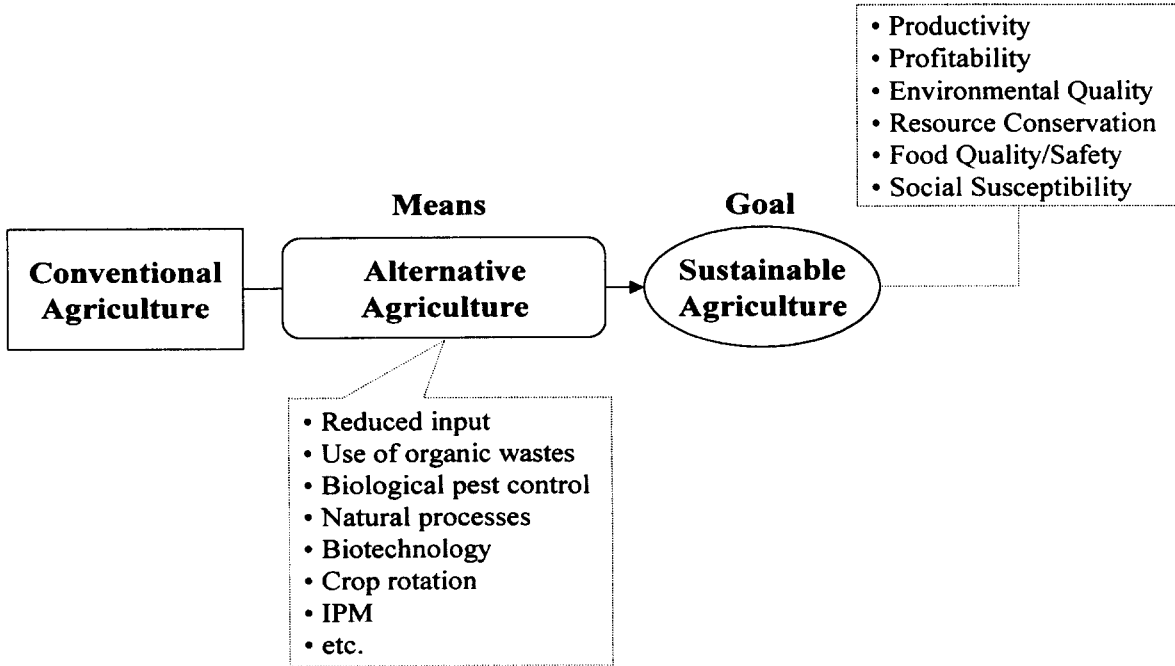 • Productivity
• Profitability
• Environmental Quality
• Resource Conservation
• Food Quality/Safety
• Social Susceptibility
Means
Goal
Conventional
Agriculture
Alternative
Agriculture
Sustainable
Agriculture
• Reduced input
• Use of organic wastes
• Biological pest control
• Natural processes
• Biotechnology
• Crop rotation
• IPM
• etc.